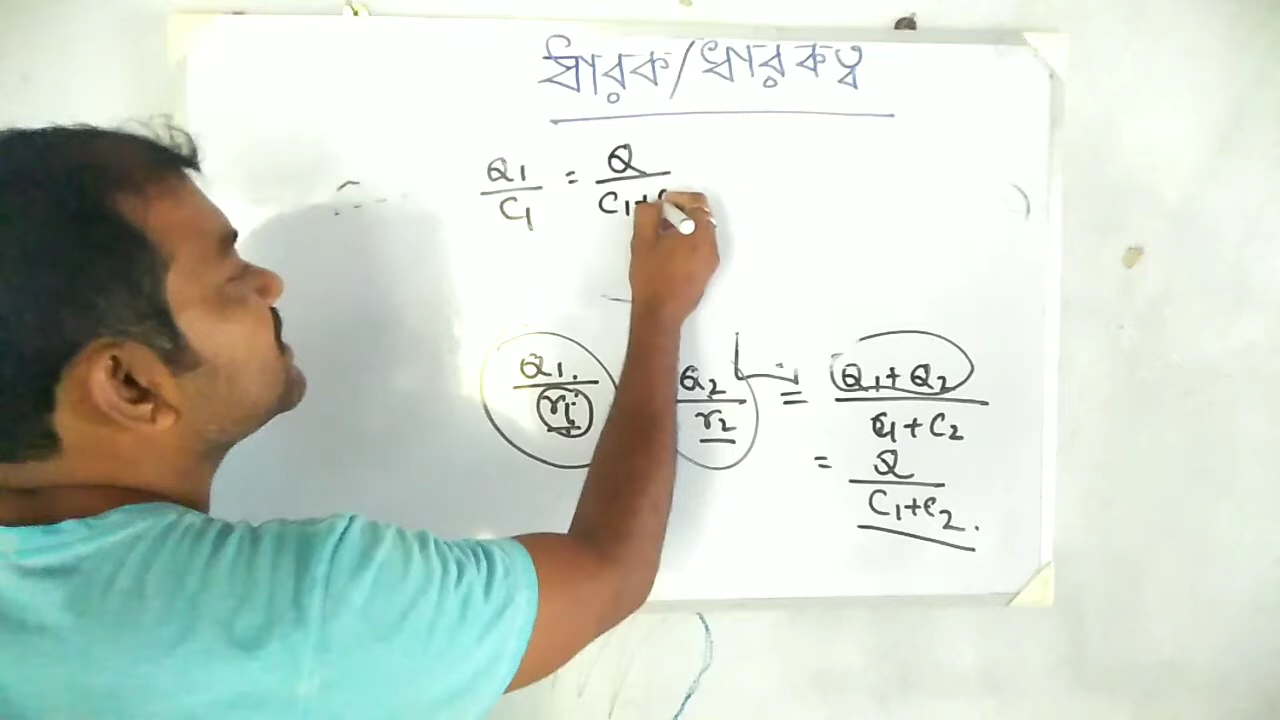 ধারক/ধারকত্ব
Q1/C1 = Q/C1+
Q1/r1 Q2/r2 = Q1+Q2/C1+C2
= Q/C1+C2.